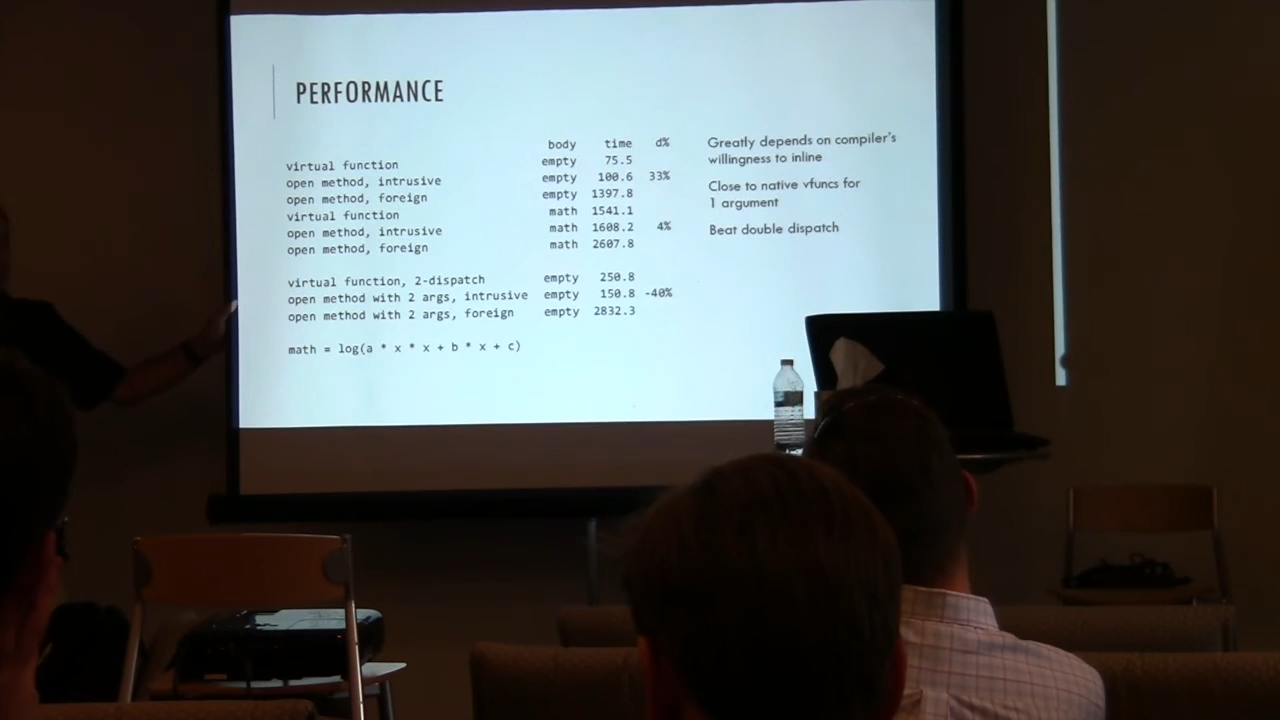 PERFORMANCE
body time d%
virtual function empty 75.5
open method, intrusive empty 100.6 33%
open method, foreign empty 1397.8
virtual function math 1541.1
open method, intrusive math 1608.2 4%
open method, foreign math 2607.8
virtual function, 2-dispatch empty 250.8
open method with 2 args, intrusive empty 150.8 -40%
open method with 2 args, foreign empty 2832.3
math = log(a * x * x + b * x + c)
Greatly depends on compiler's
willingness to inline
Close to native vfuncs for
1 argument
Beat double dispatch